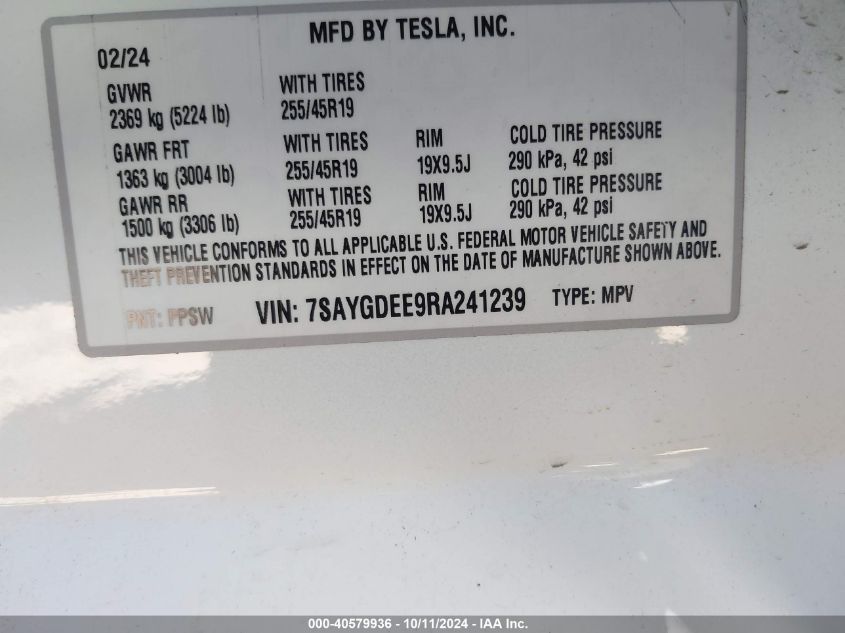 MFD BY TESLA, INC.
02/24
GVWR WITH TIRES
2369 kg (5224 lb) 255/45R19
GAWR FRT WITH TIRES RIM COLD TIRE PRESSURE
1363 kg (3004 lb) 255/45R19 19X9.5J 290 kPa, 42 psi
GAWR RR WITH TIRES RIM COLD TIRE PRESSURE
1500 kg (3306 lb) 255/45R19 19X9.5J 290 kPa, 42 psi
THIS VEHICLE CONFORMS TO ALL APPLICABLE U.S. FEDERAL MOTOR VEHICLE SAFETY AND
THEFT PREVENTION STANDARDS IN EFFECT ON THE DATE OF MANUFACTURE SHOWN ABOVE.
PNT: PPSW VIN: 7SAYGDEE9RA241239 TYPE: MPV
000-40579936 - 10/11/2024 - IAA Inc.